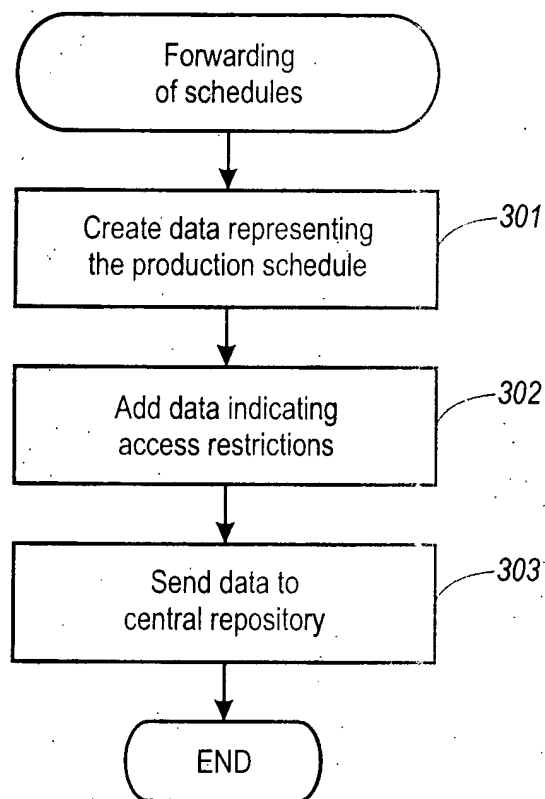 Forwarding
of schedules
Create data representing
the production schedule
301
Add data indicating
access restrictions
302
Send data to
central repository
303
END